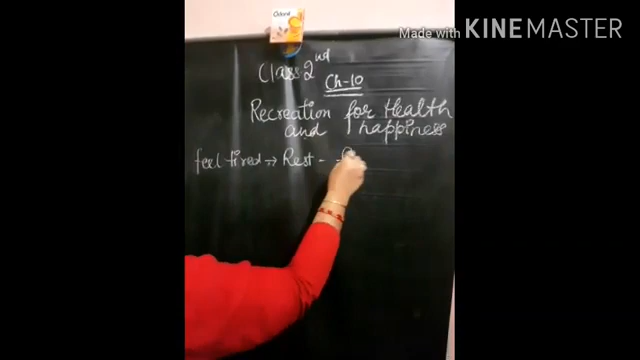 Made with KINEMASTER
Class 2nd
Ch-10
Recreation for Health
and happiness
feel tired → Rest -